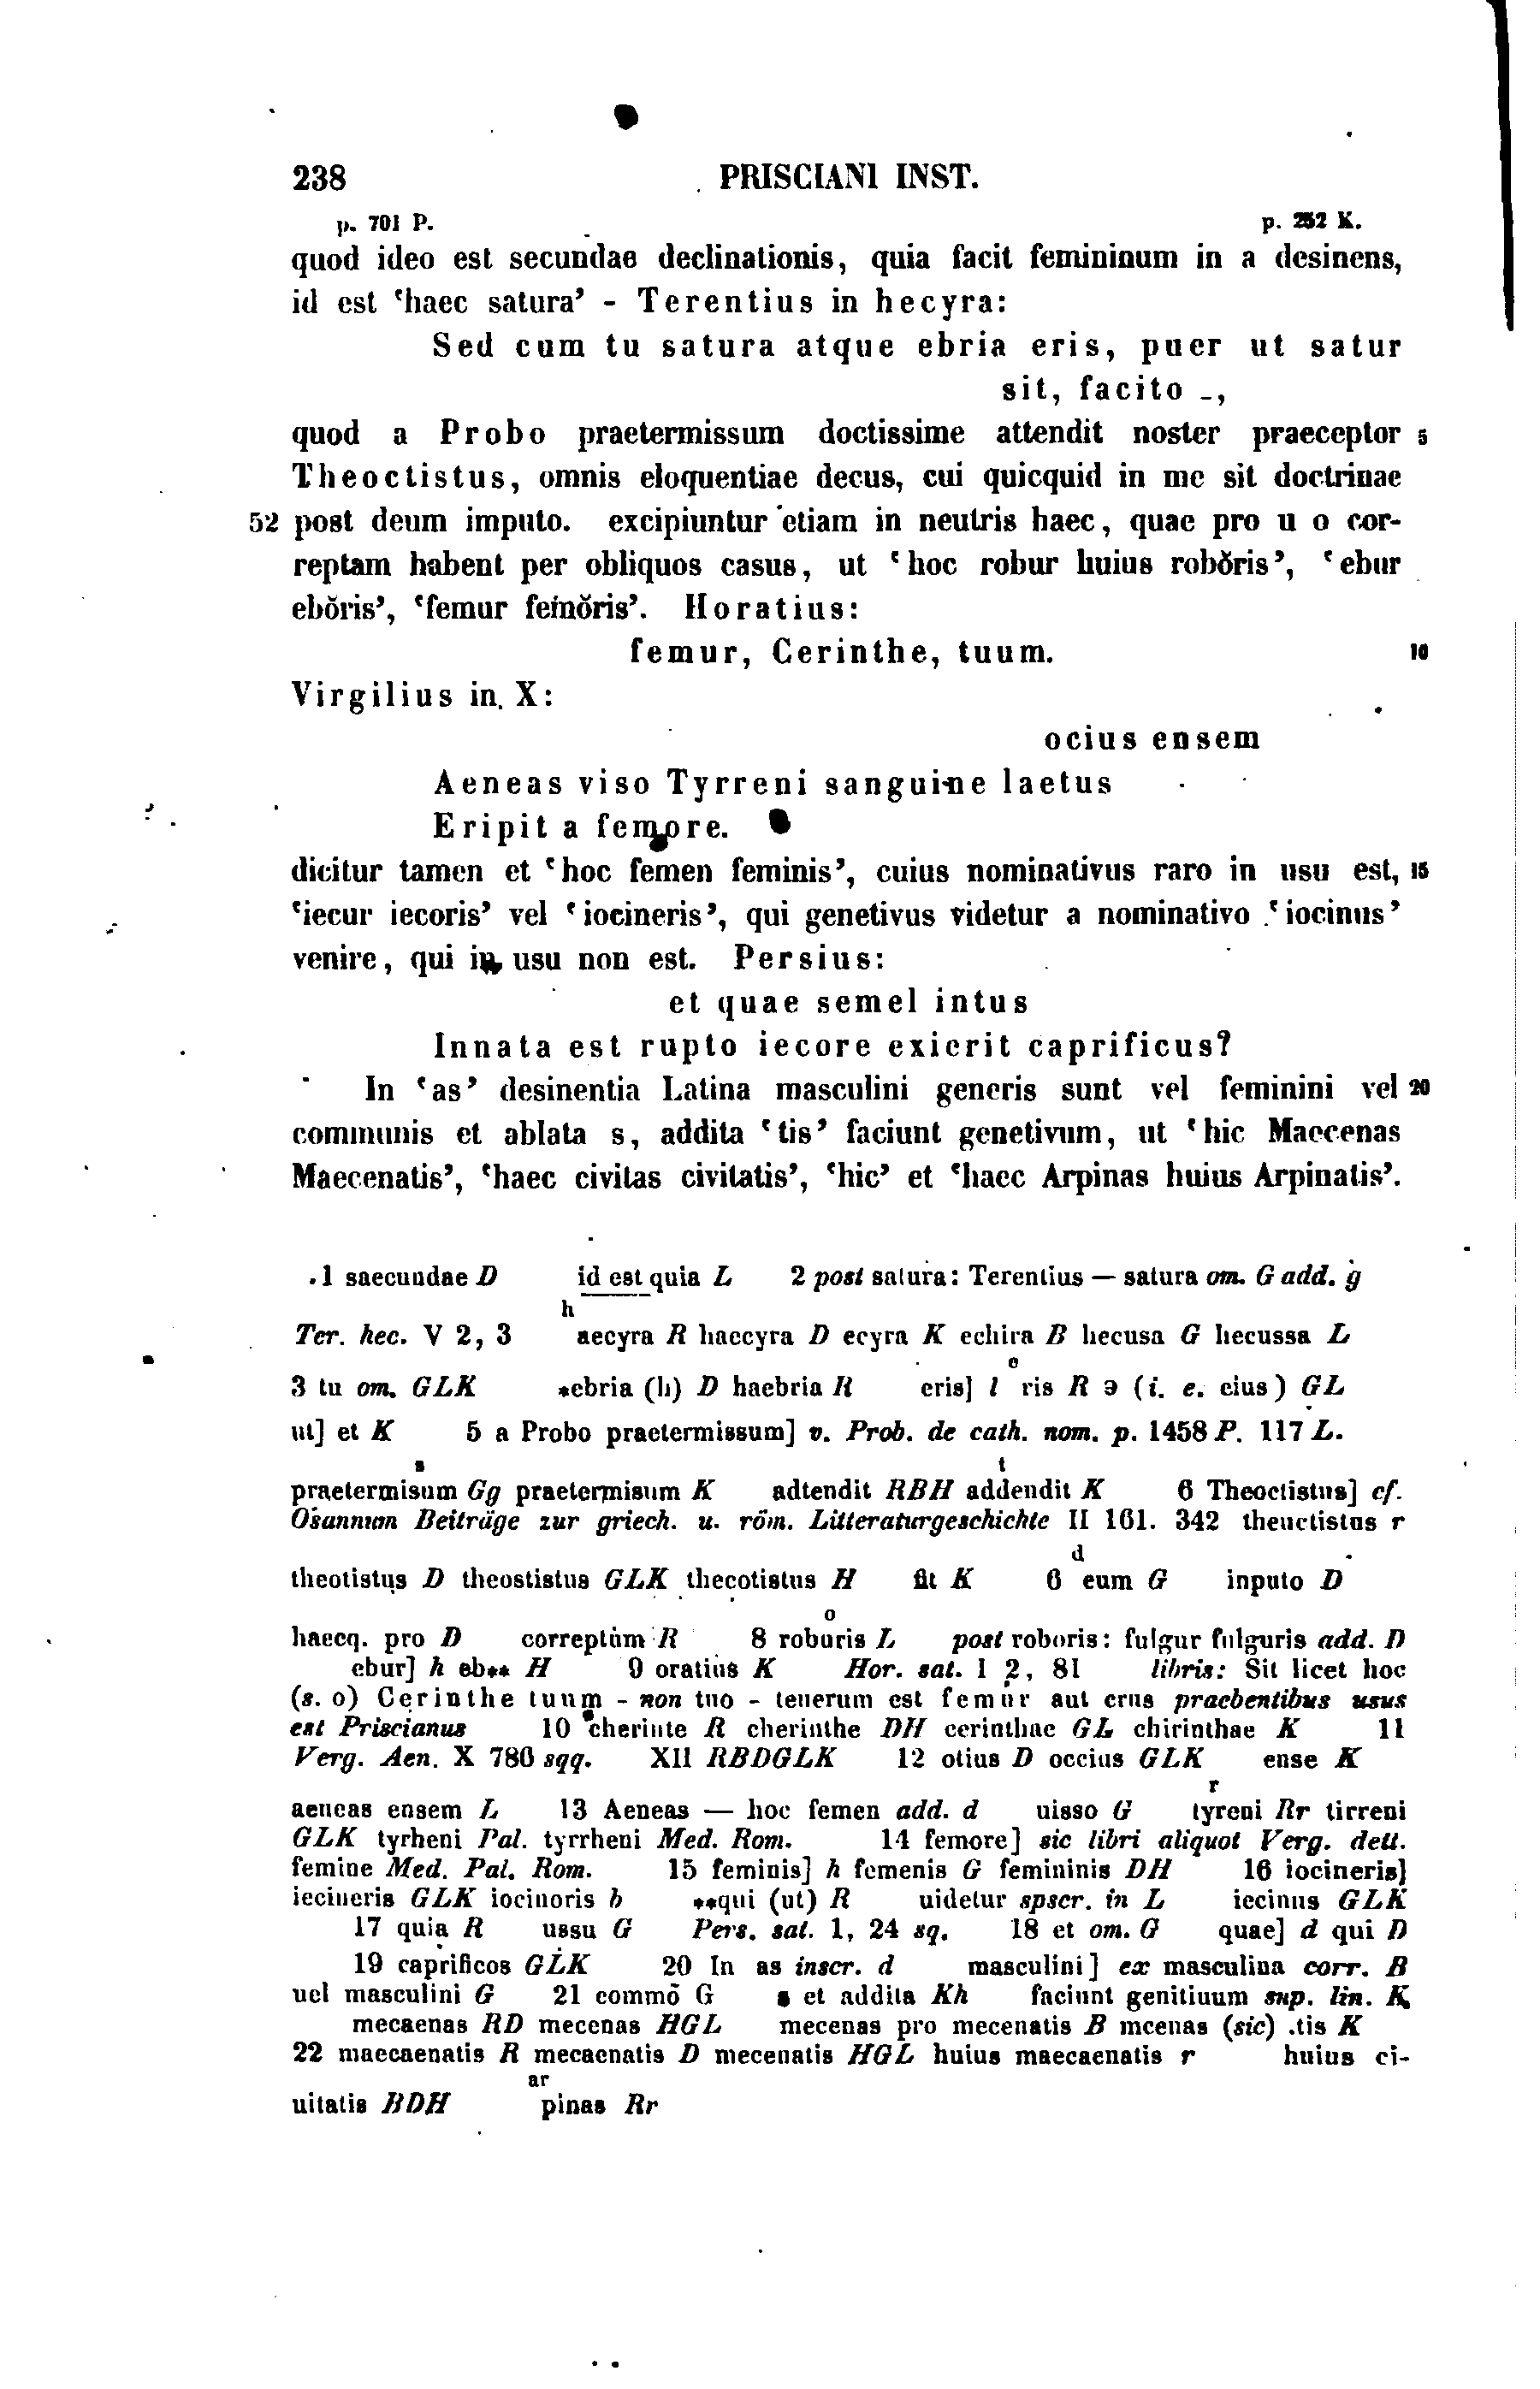 238 PRISCIANI INST.
p. 701 P. p. 252 K.
quod ideo est secundae declinationis, quia facit femininum in a desinens,
id est ‘haec satura’ - Terentius in hecyra:
Sed cum tu satura atque ebria eris, puer ut satur
sit, facito -,
quod a Probo praetermissum doctissime attendit noster praeceptor 5
Theoctistus, omnis eloquentiae decus, cui quicquid in me sit doctrinae
52 post deum imputo. excipiuntur etiam in neutris haec, quae pro u o cor-
reptam habent per obliquos casus, ut ‘hoc robur huius robŏris’, ‘ebur
ebŏris’, ‘femur femŏris’. Horatius:
femur, Cerinthe, tuum. 10
Virgilius in X:
ocius ensem
Aeneas viso Tyrreni sanguine laetus
Eripit a femore.
dicitur tamen et ‘hoc femen feminis’, cuius nominativus raro in usu est, 15
‘iecur iecoris’ vel ‘iocineris’, qui genetivus videtur a nominativo ‘iocinus’
venire, qui in usu non est. Persius:
et quae semel intus
Innata est rupto iecore exierit caprificus?
In ‘as’ desinentia Latina masculini generis sunt vel feminini vel 20
communis et ablata s, addita ‘tis’ faciunt genetivum, ut ‘hic Maecenas
Maecenatis’, ‘haec civitas civitatis’, ‘hic’ et ‘haec Arpinas huius Arpinatis’.
1 saecundae D id est quia L 2 post satura: Terentius — satura om. G add. g
h
Ter. hec. V 2, 3 aecyra R haecyra D ecyra K echira B hecusa G hecussa L
e
3 tu om. GLK *ebria (h) D haebria R eris] l ris R ɘ (i. e. eius) GL
ut] et K 5 a Probo praetermissum] v. Prob. de cath. nom. p. 1458 P. 117 L.
s t
praetermisum Gg praetermisum K adtendit RBH addendit K 6 Theoctistus] cf.
Osannum Beiträge zur griech. u. röm. Litteraturgeschichte II 161. 342 theuctistus r
d
theotistus D theostistus GLK thecotistus H fit K 6 eum G inputo D
o
haecq. pro D correptum R 8 roburis L post roboris: fulgur fulguris add. D
ebur] h eb** H 9 oratius K Hor. sat. I 2, 81 libris: Sit licet hoc
(s. o) Cerinthe tuum - non tuo - tenerum est femur aut crus praebentibus usus
est Priscianus 10 cherinte R cherinthe DH cerinthae GL chirinthae K 11
Verg. Aen. X 786 sqq. XII RBDGLK 12 otius D occius GLK ense K
r
aeneas ensem L 13 Aeneas — hoc femen add. d uisso G tyreni Rr tirreni
GLK tyrheni Pal. tyrrheni Med. Rom. 14 femore] sic libri aliquot Verg. dett.
femine Med. Pal. Rom. 15 feminis] h femenis G femininis DH 16 iocineris]
iecineris GLK iocinoris b **qui (ut) R uidetur spscr. in L iecinus GLK
17 quia R ussu G Pers. sat. 1, 24 sq. 18 et om. G quae] d qui D
19 caprificos GLK 20 In as inscr. d masculini] ex masculina corr. B
uel masculini G 21 commō G s et addita Kh faciunt genitiuum sup. lin. K
mecaenas RD mecenas HGL mecenas pro mecenatis B mcenas (sic) .tis K
22 maecaenatis R mecaenatis D mecenatis HGL huius maecaenatis r huius ci-
ar
uitatis BDH pinas Rr